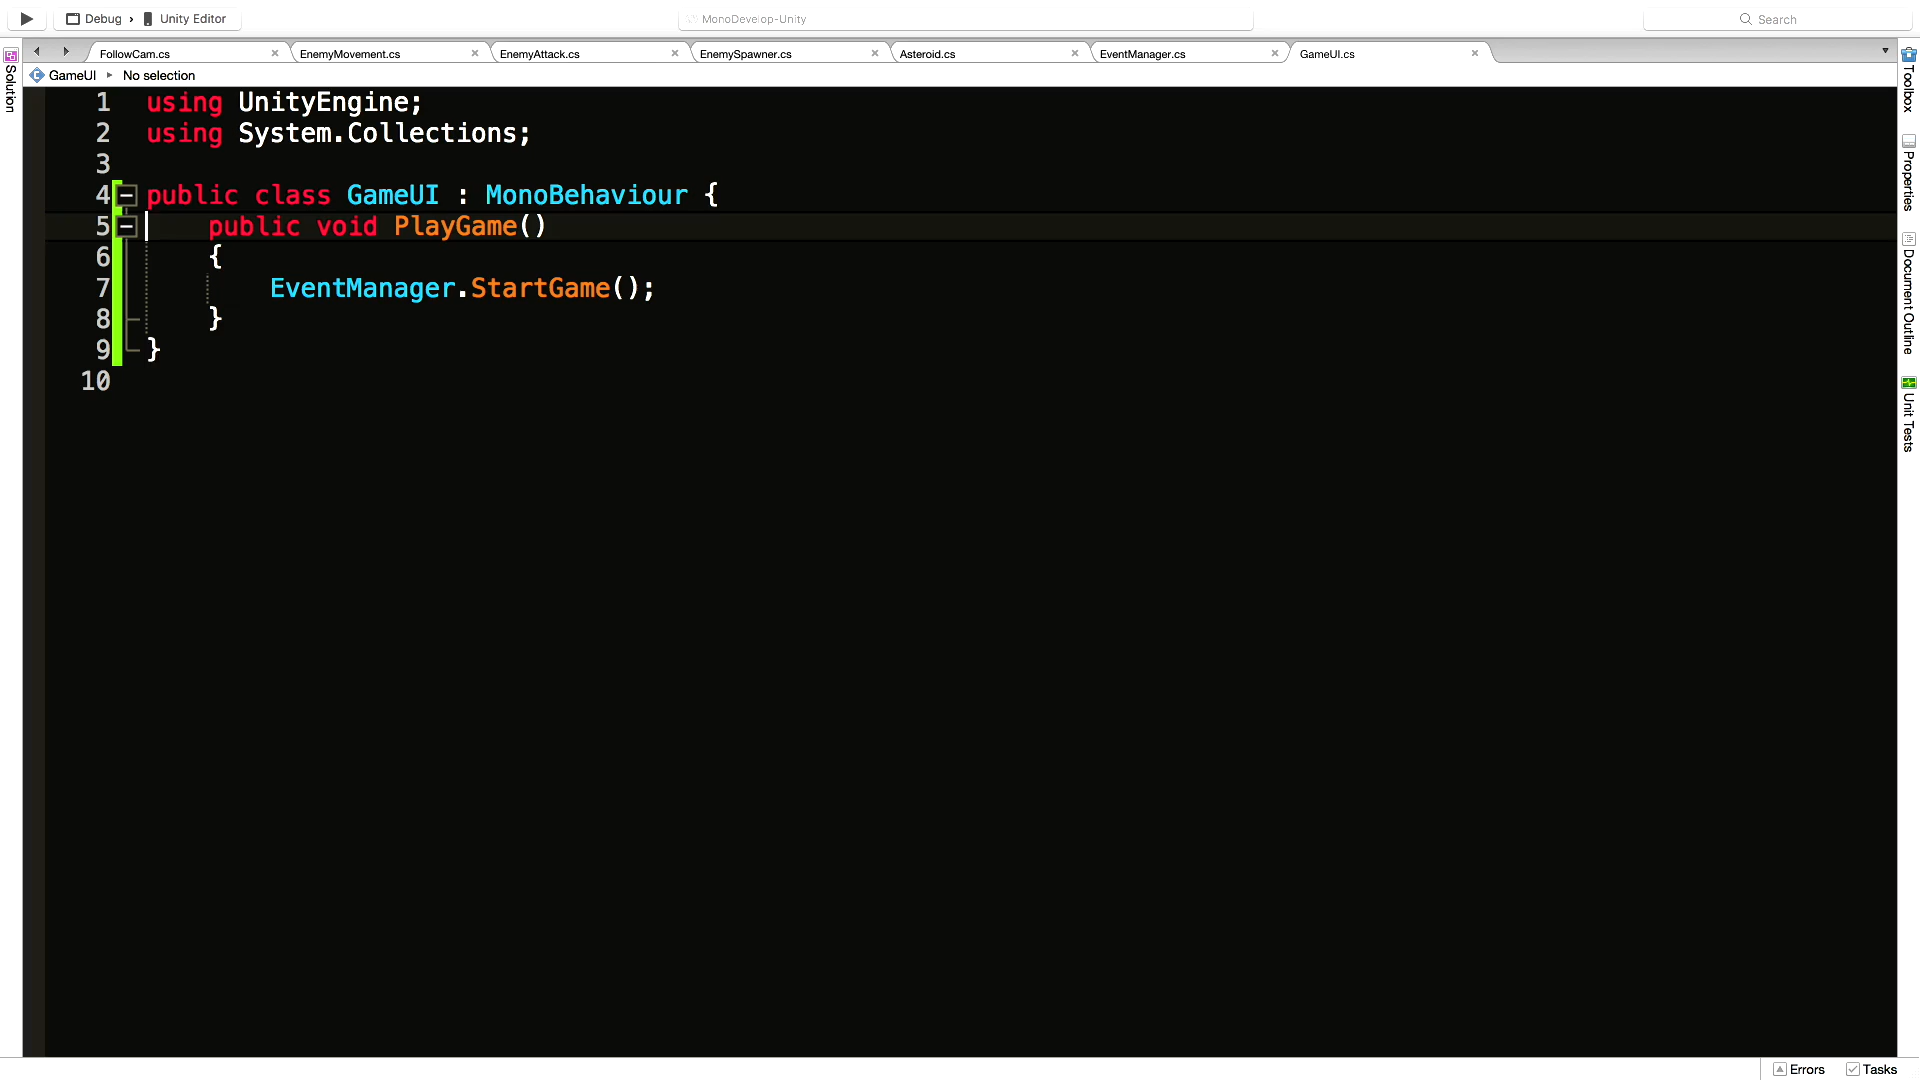 Debug › Unity Editor
MonoDevelop-Unity
Search
FollowCam.cs
EnemyMovement.cs
EnemyAttack.cs
EnemySpawner.cs
Asteroid.cs
EventManager.cs
GameUI.cs
GameUI ▸ No selection
Solution
Toolbox
Properties
Document Outline
Unit Tests
1 using UnityEngine;
2 using System.Collections;
3
4 public class GameUI : MonoBehaviour {
5 public void PlayGame()
6 {
7 EventManager.StartGame();
8 }
9 }
10
Errors
Tasks